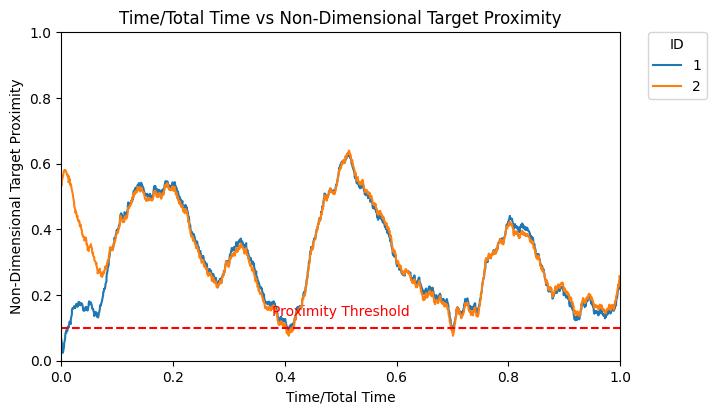 Time/Total Time vs Non-Dimensional Target Proximity
ID
1
2
Non-Dimensional Target Proximity
1.0
0.8
0.6
0.4
0.2
0.0
Proximity Threshold
0.0 0.2 0.4 0.6 0.8 1.0
Time/Total Time